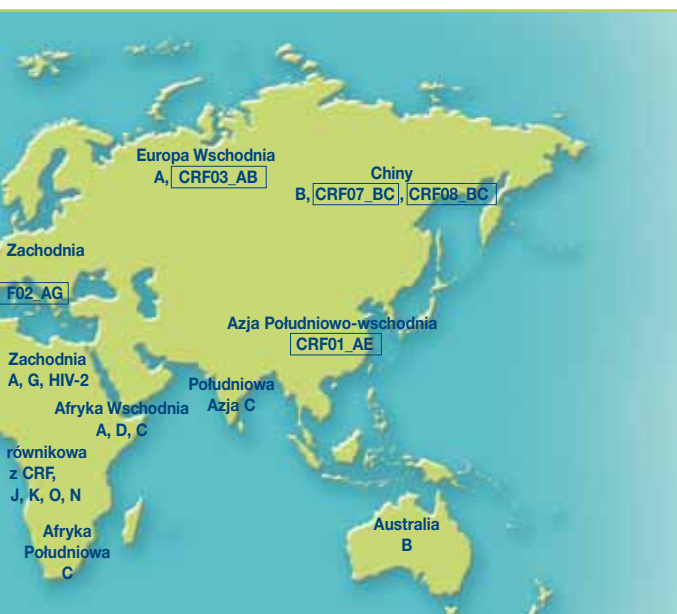 Europa Wschodnia
A, CRF03_AB
Chiny
B, CRF07_BC, CRF08_BC
Zachodnia
F02_AG
Azja Południowo-wschodnia
CRF01_AE
Zachodnia
A, G, HIV-2
Południowa
Azja C
Afryka Wschodnia
A, D, C
równikowa
z CRF,
J, K, O, N
Afryka
Południowa
C
Australia
B